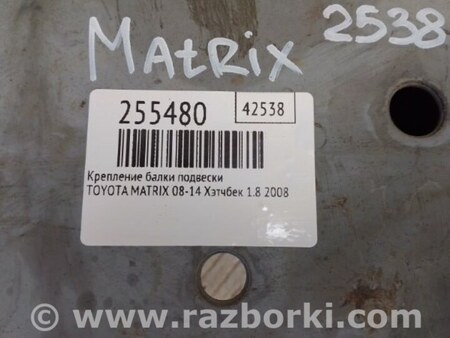 MAtRix 2538
255480 42538
Крепление балки подвески
TOYOTA MATRIX 08-14 Хэтчбек 1.8 2008
© www.razborki.com